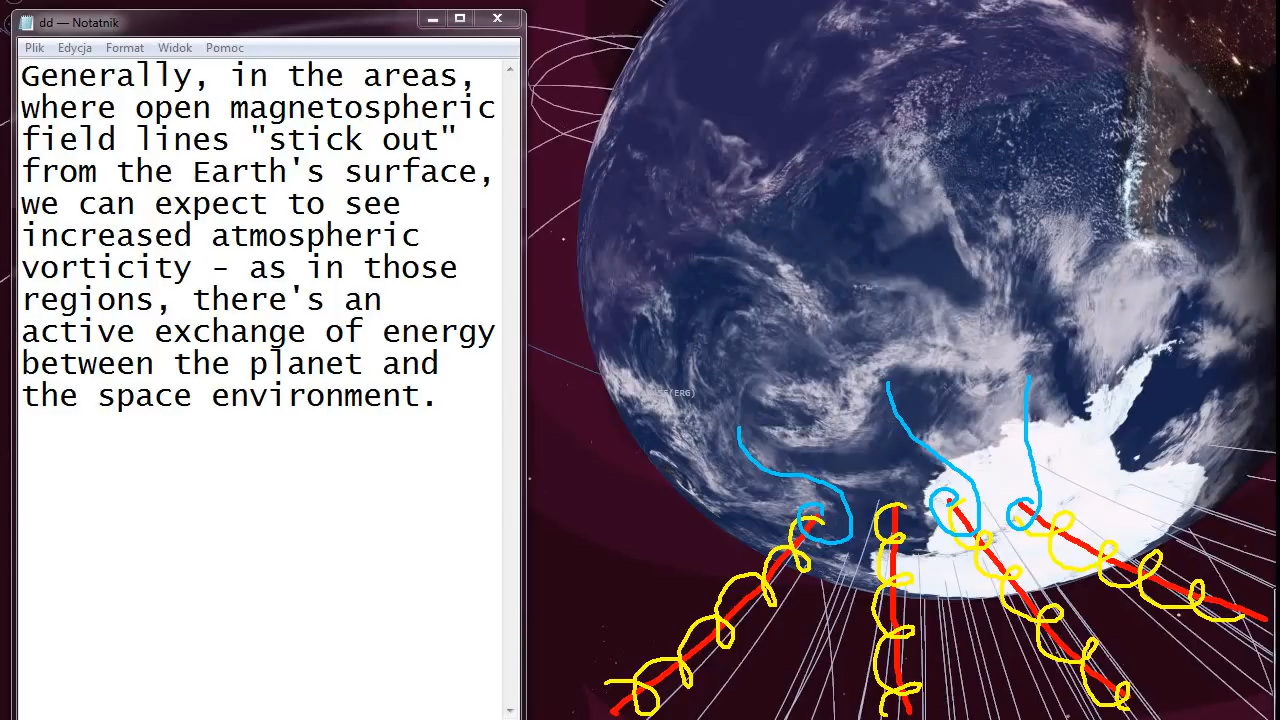 dd — Notatnik
Plik Edycja Format Widok Pomoc
Generally, in the areas,
where open magnetospheric
field lines "stick out"
from the Earth's surface,
we can expect to see
increased atmospheric
vorticity - as in those
regions, there's an
active exchange of energy
between the planet and
the space environment.
(ERG)